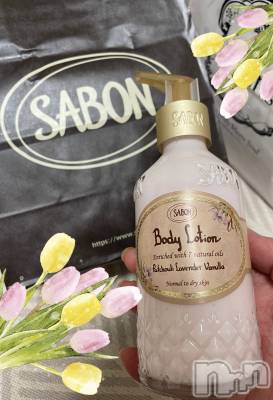 SABON
https://www.
SABON
SABON
Body Lotion
Enriched with 7 natural oils
Patchouli Lavender Vanilla
Normal to dry skin